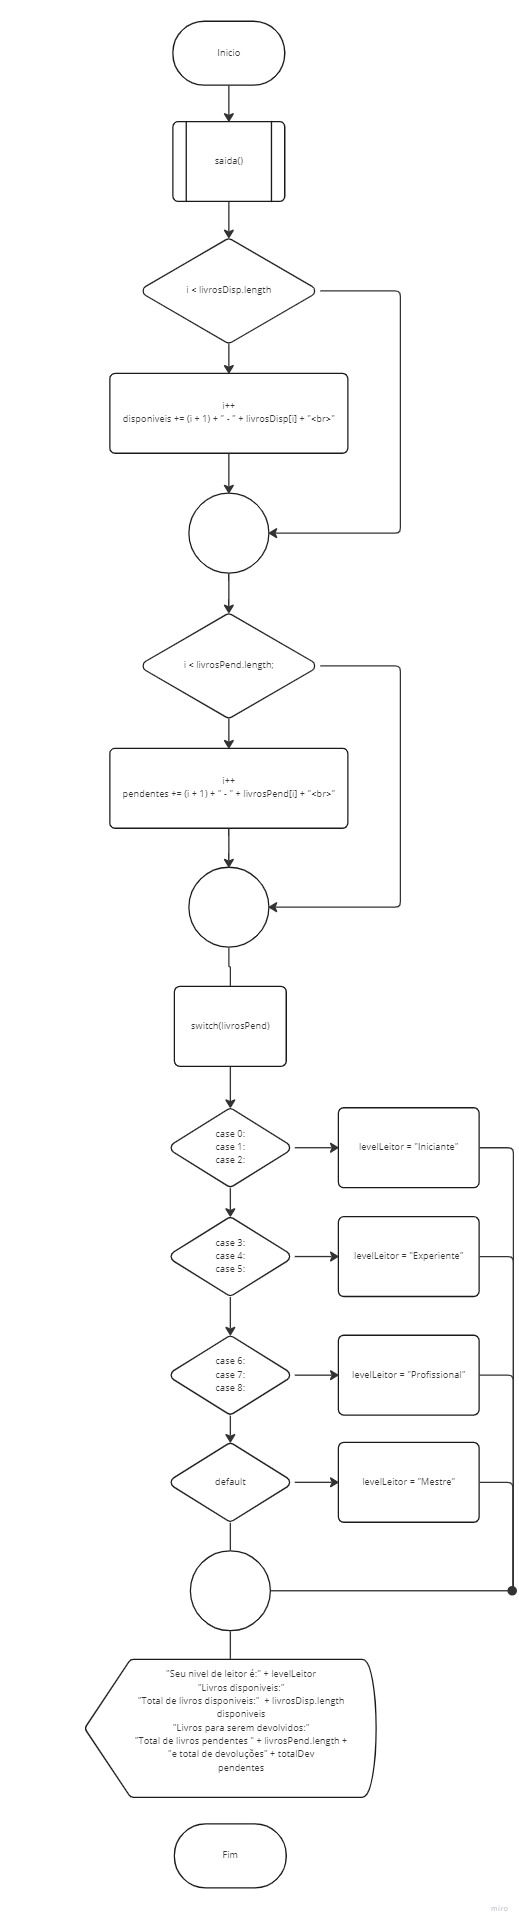 Inicio
saida()
i < livrosDisp.length
i++
disponiveis += (i + 1) + " - " + livrosDisp[i] + "<br>"
i < livrosPend.length;
i++
pendentes += (i + 1) + " - " + livrosPend[i] + "<br>"
switch(livrosPend)
case 0:
case 1:
case 2:
levelLeitor = "Iniciante"
case 3:
case 4:
case 5:
levelLeitor = "Experiente"
case 6:
case 7:
case 8:
levelLeitor = "Profissional"
default
levelLeitor = "Mestre"
"Seu nivel de leitor é:" + levelLeitor
"Livros disponiveis:"
"Total de livros disponiveis:" + livrosDisp.length
disponiveis
"Livros para serem devolvidos:"
"Total de livros pendentes " + livrosPend.length +
"e total de devoluções" + totalDev
pendentes
Fim
miro